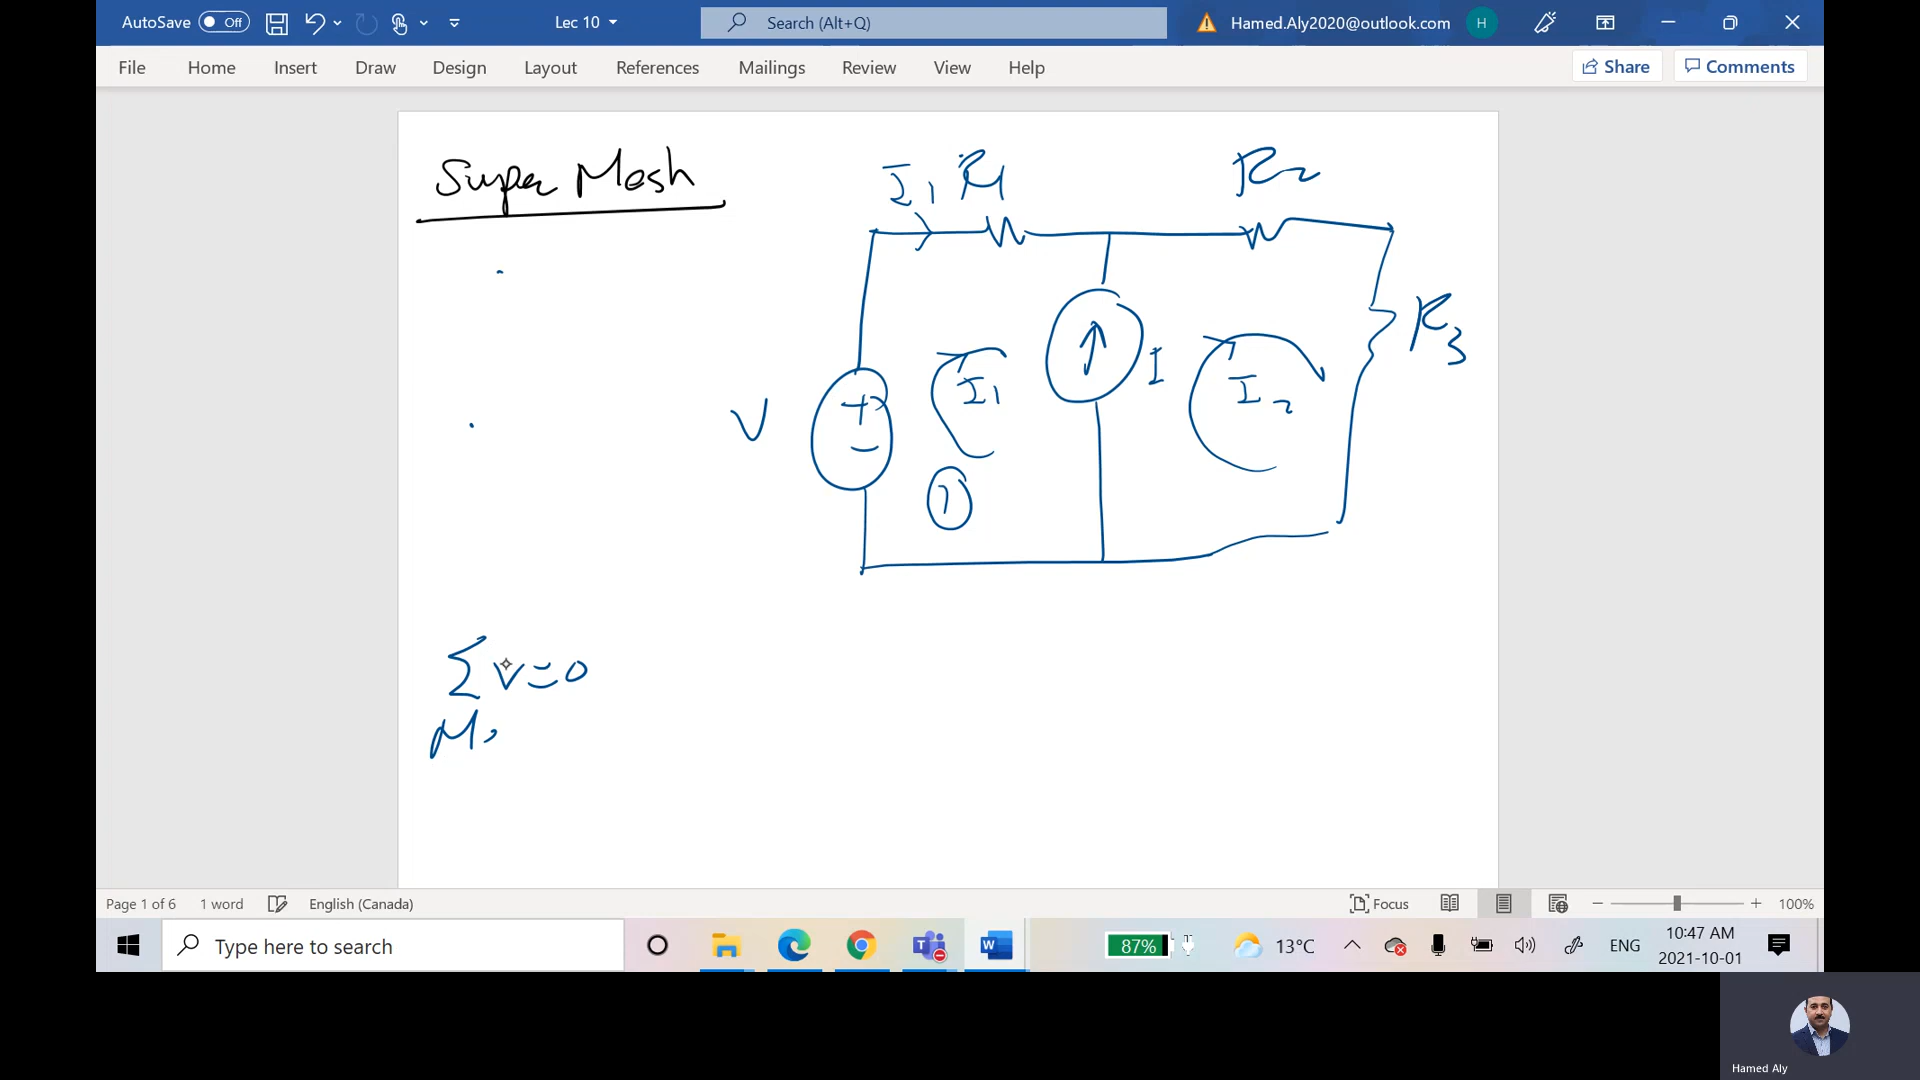 AutoSave Off Lec 10 Search (Alt+Q) Hamed.Aly2020@outlook.com H
File Home Insert Draw Design Layout References Mailings Review View Help Share Comments
Super Mesh
I1 R1 R2
R3
I
I1 I2
V
+
-
1
Σ V=0
M,
Page 1 of 6 1 word English (Canada) Focus 100%
Type here to search 87% 13°C ENG 10:47 AM
2021-10-01
Hamed Aly